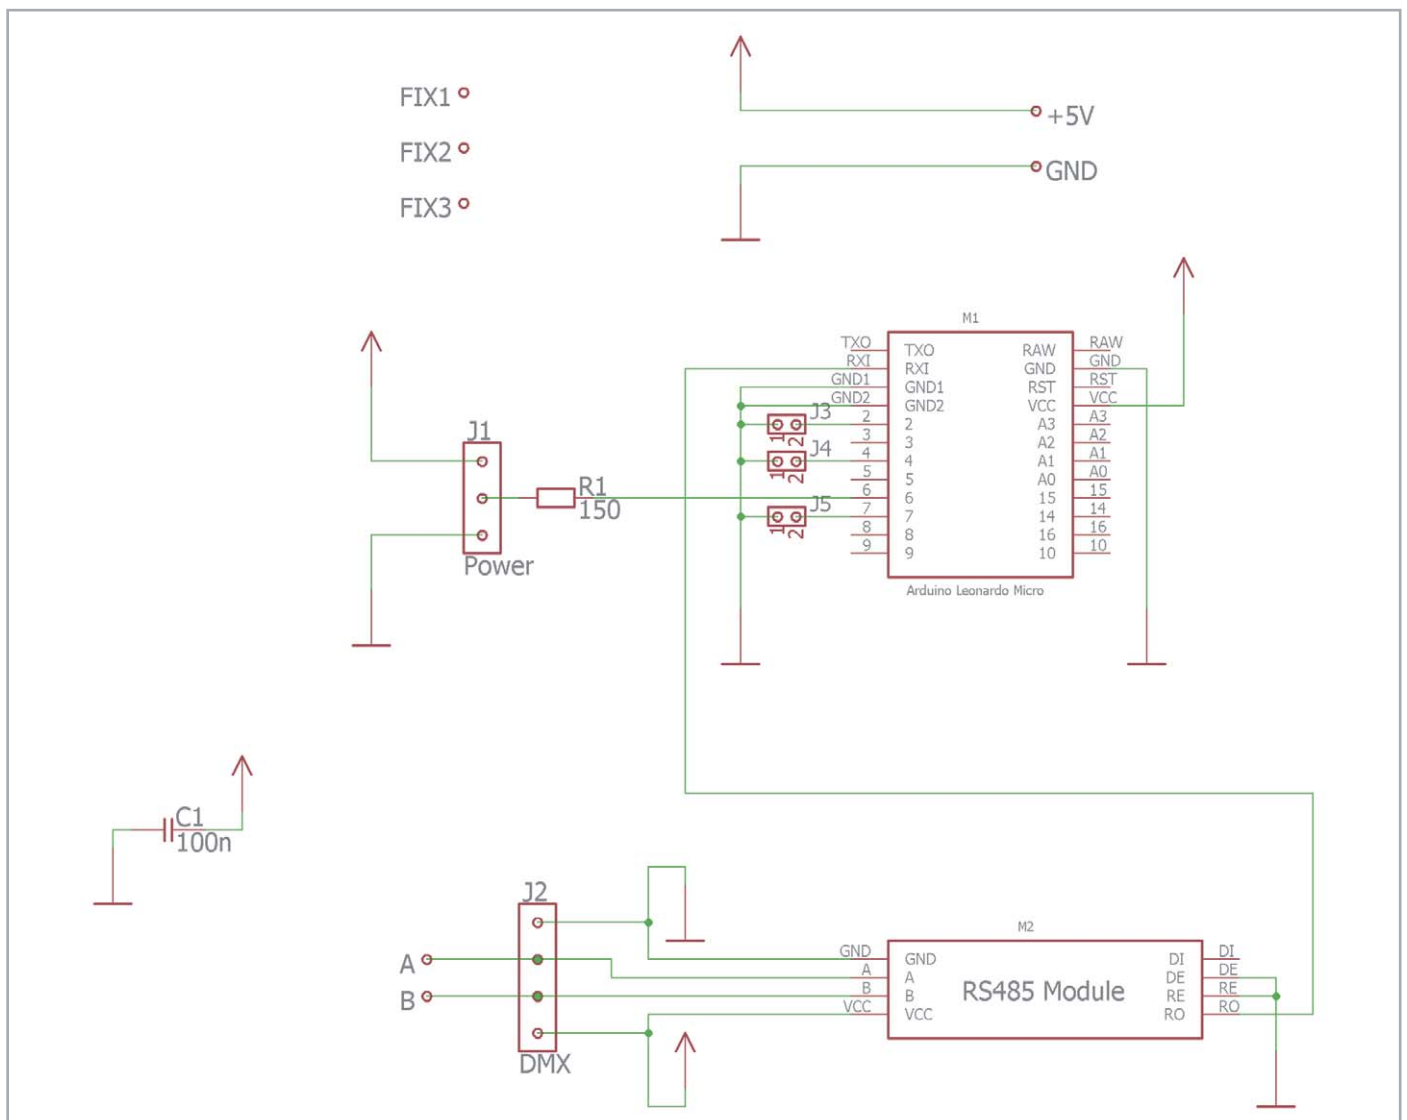 FIX1
+5V
FIX2
GND
FIX3
M1
TXO TXO RAW RAW
RXI RXI GND GND
GND1 GND1 RST RST
GND2 GND2 VCC VCC
J3 1 2 2 2 A3 A3
3 3 A2 A2
J4 1 2 4 4 A1 A1
5 5 A0 A0
6 6 15 15
J5 1 2 7 7 14 14
8 8 16 16
9 9 10 10
Arduino Leonardo Micro
J1
R1
150
Power
C1
100n
J2
A
B
DMX
M2
GND GND DI DI
A A DE DE
B B RE RE
VCC VCC RO RO
RS485 Module